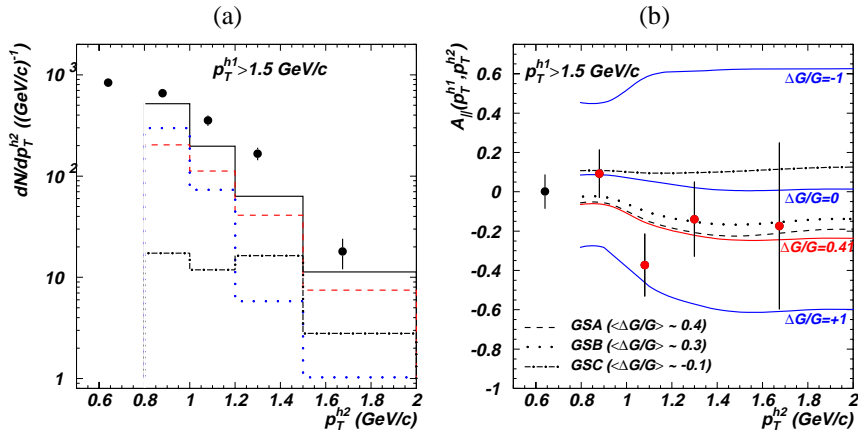 (a)
(b)
dN/dp_T^{h2} ((GeV/c)^{-1})
p_T^{h1}>1.5 GeV/c
10^3
10^2
10
1
0.6 0.8 1 1.2 1.4 1.6 1.8 2
p_T^{h2} (GeV/c)
A_{||}(p_T^{h1},p_T^{h2})
p_T^{h1}>1.5 GeV/c
ΔG/G=-1
ΔG/G=0
ΔG/G=0.41
ΔG/G=+1
GSA (<ΔG/G> ~ 0.4)
GSB (<ΔG/G> ~ 0.3)
GSC (<ΔG/G> ~ -0.1)
0.6
0.4
0.2
0
-0.2
-0.4
-0.6
-0.8
-1
0.6 0.8 1 1.2 1.4 1.6 1.8 2
p_T^{h2} (GeV/c)